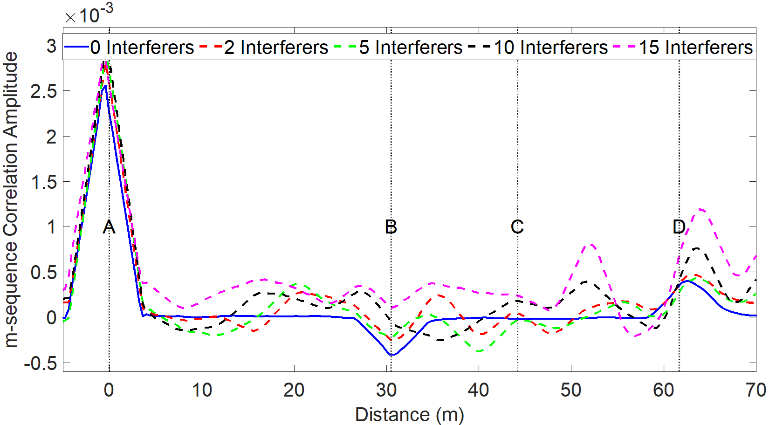 ×10⁻³
0 Interferers 2 Interferers 5 Interferers 10 Interferers 15 Interferers
3
2.5
2
1.5
1
0.5
0
-0.5
m-sequence Correlation Amplitude
A B C D
0 10 20 30 40 50 60 70
Distance (m)